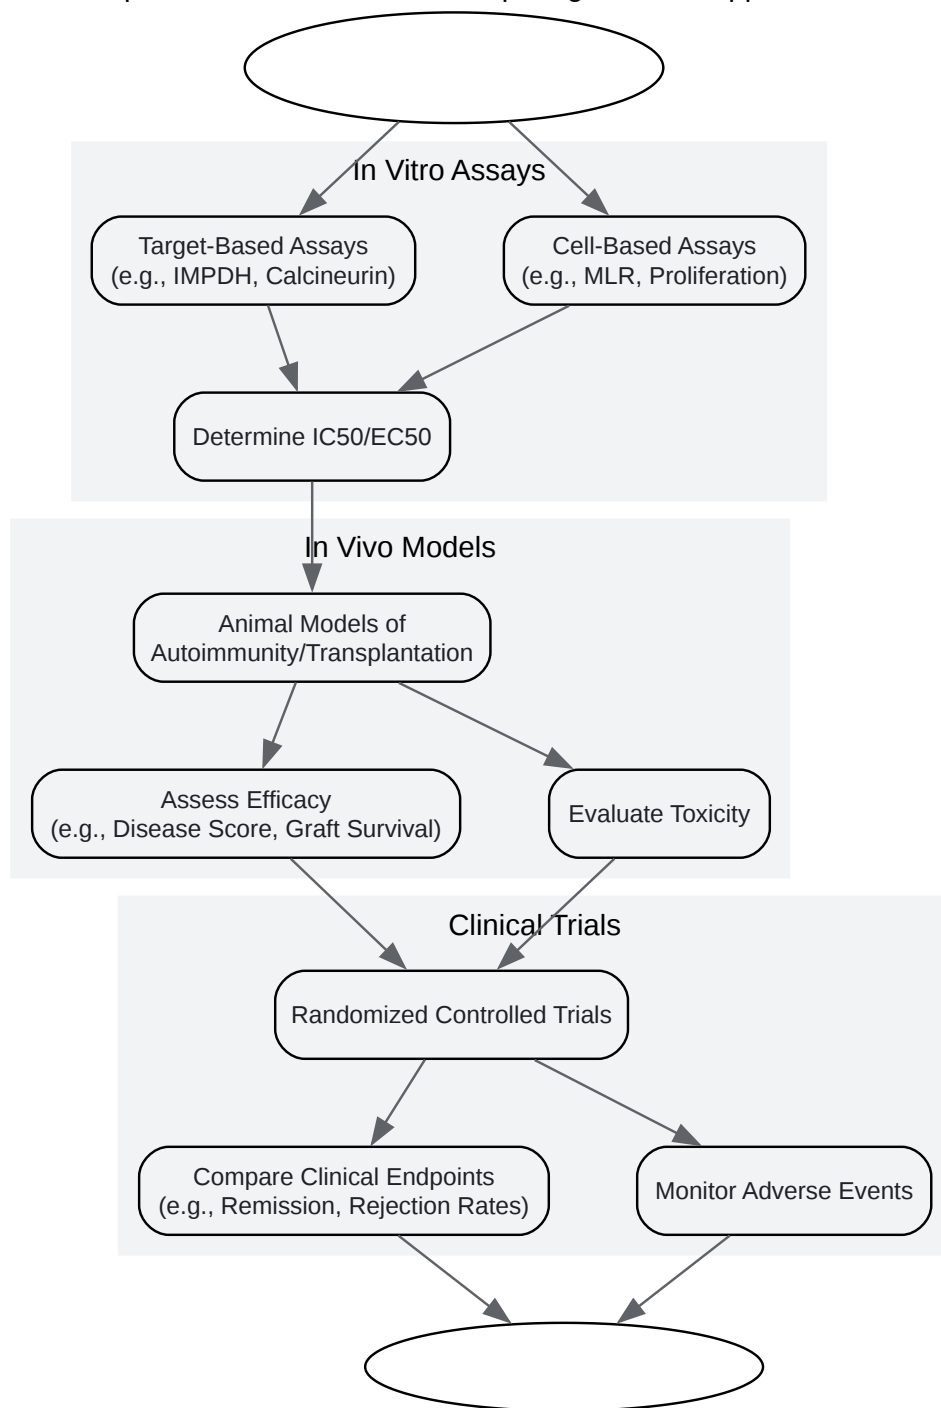 In Vitro Assays
Target-Based Assays
(e.g., IMPDH, Calcineurin)
Cell-Based Assays
(e.g., MLR, Proliferation)
Determine IC50/EC50
In Vivo Models
Animal Models of
Autoimmunity/Transplantation
Assess Efficacy
(e.g., Disease Score, Graft Survival)
Evaluate Toxicity
Clinical Trials
Randomized Controlled Trials
Compare Clinical Endpoints
(e.g., Remission, Rejection Rates)
Monitor Adverse Events